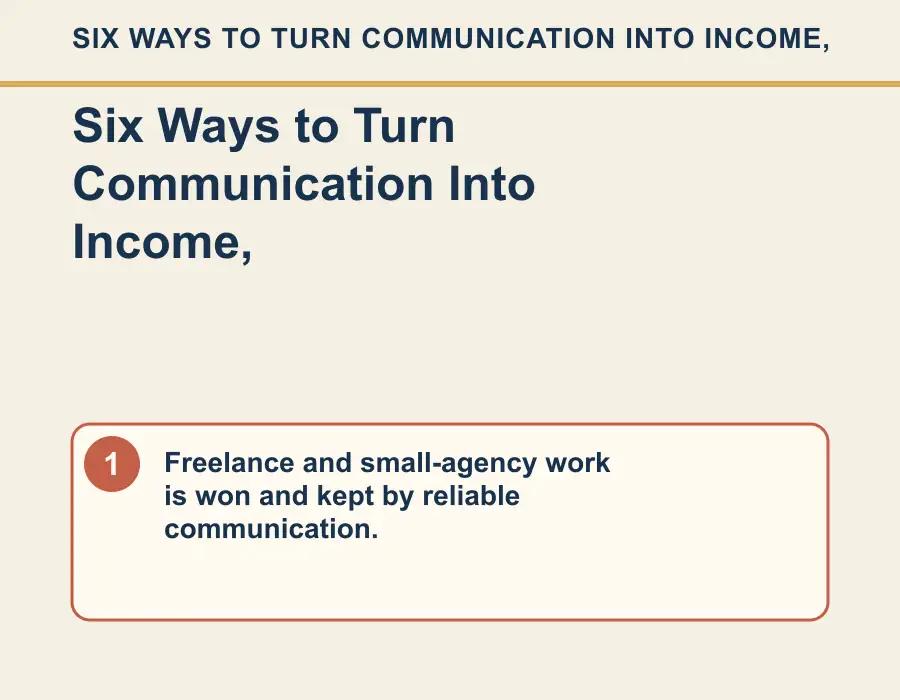 SIX WAYS TO TURN COMMUNICATION INTO INCOME,
Six Ways to Turn
Communication Into
Income,
1
Freelance and small-agency work
is won and kept by reliable
communication.